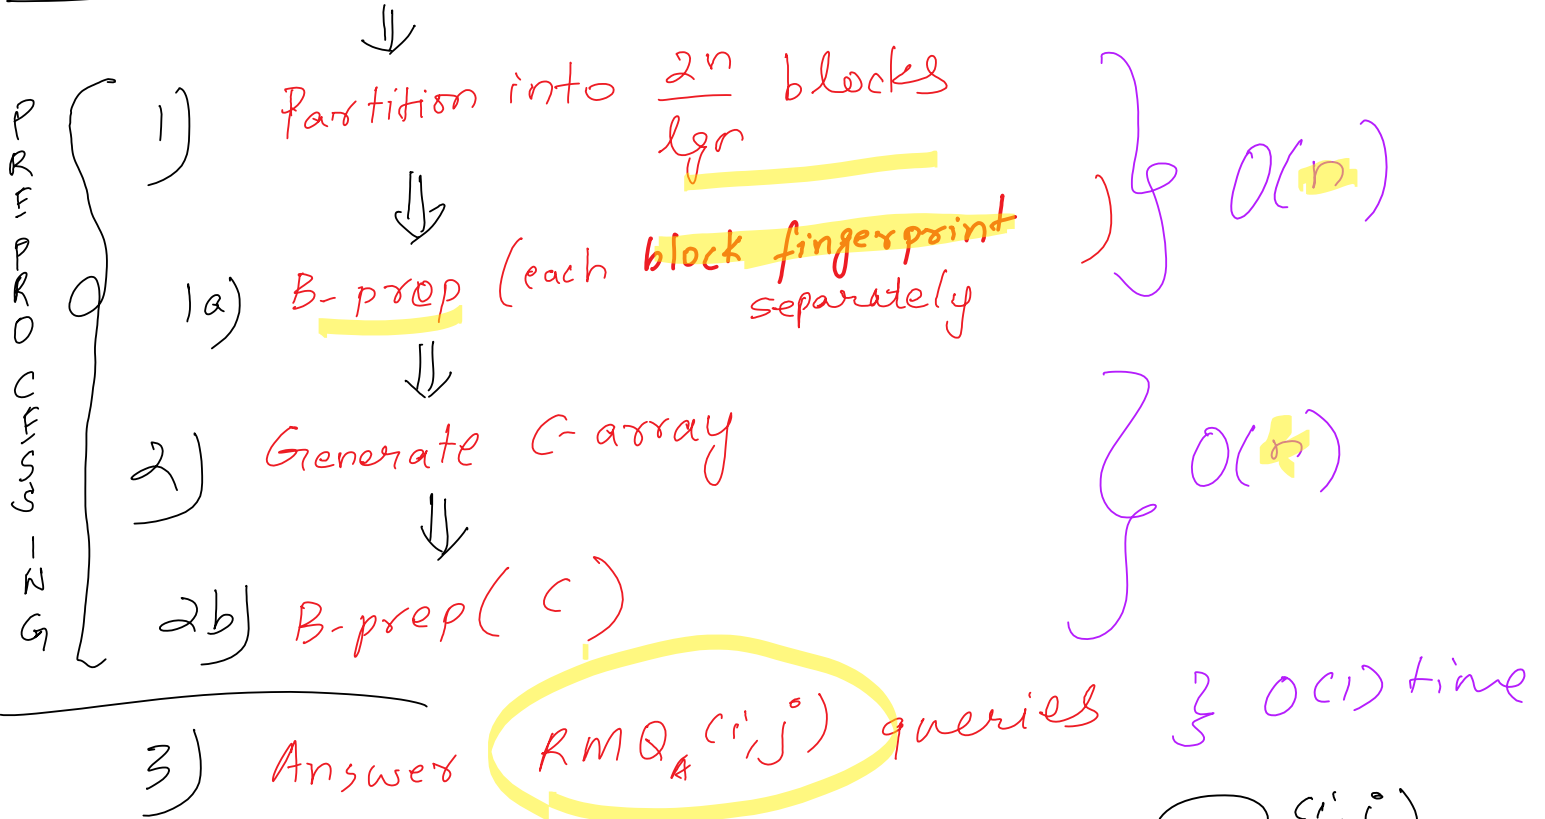 PREPROCESSING
1) Partition into 2n/lgn blocks
O(n)
1a) B-prop (each block fingerprint separately)
2) Generate C-array
O(n)
2b) B-prep( C )
3) Answer RMQ_A (i,j) queries } O(1) time
(i,j)